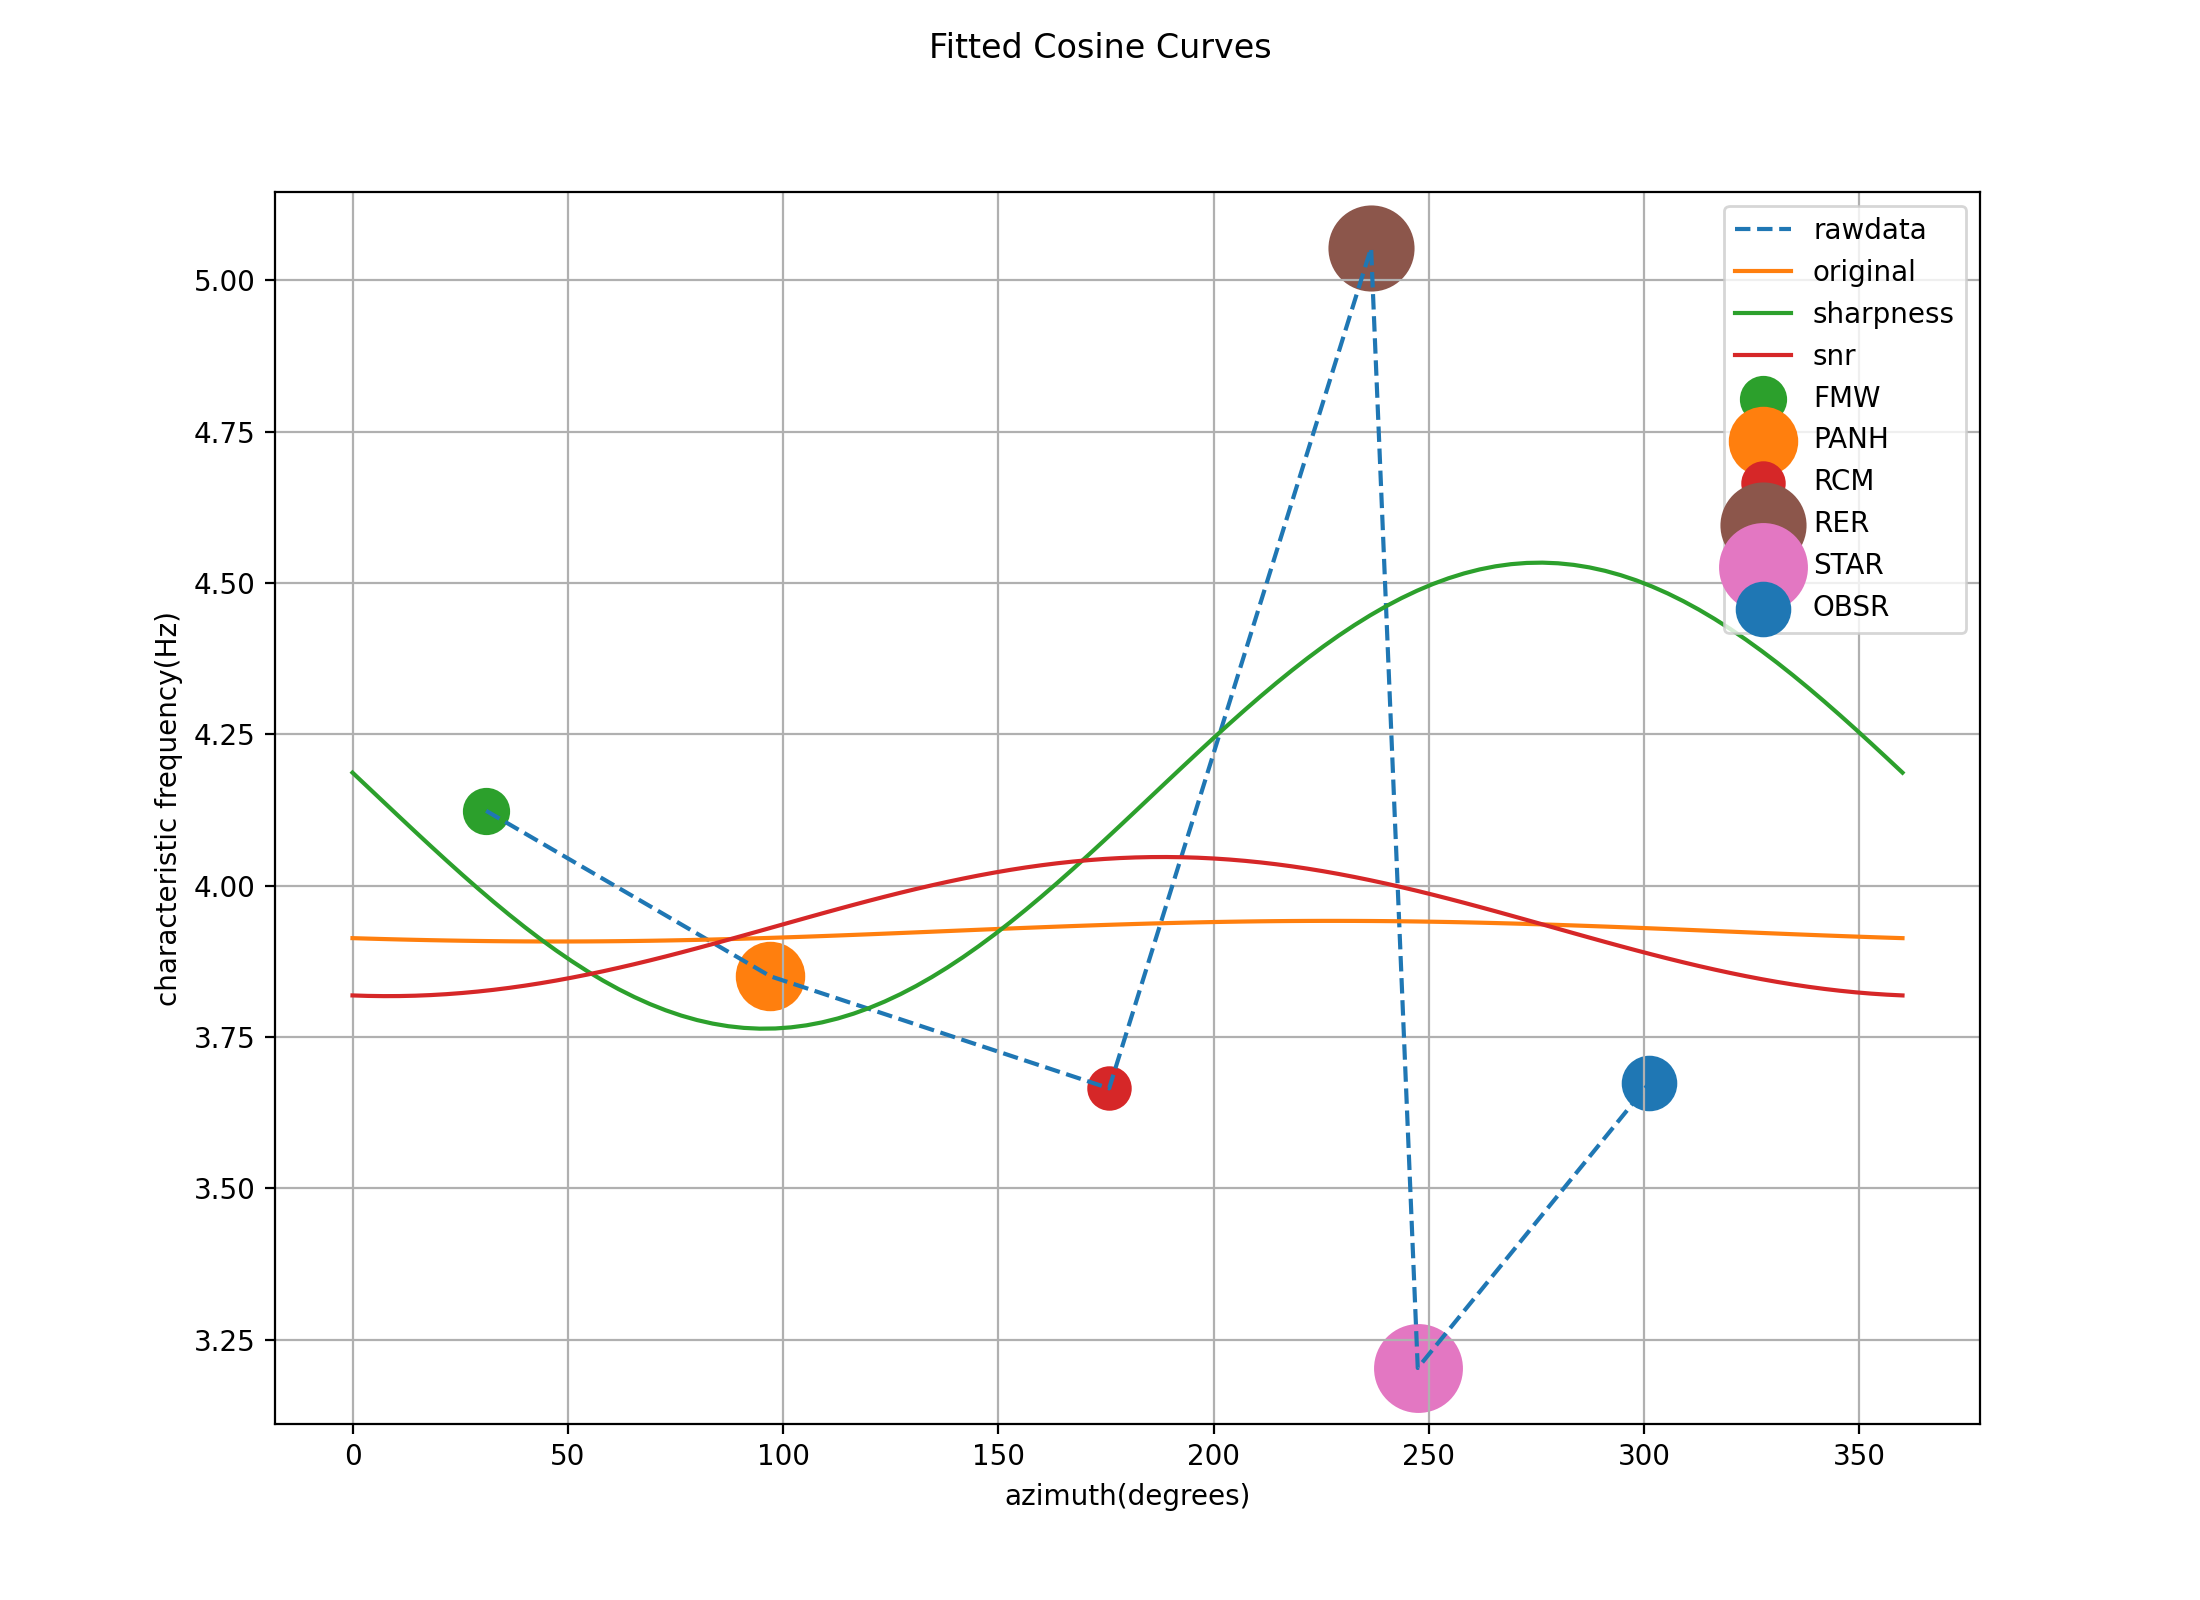 Fitted Cosine Curves
characteristic frequency(Hz)
5.00
4.75
4.50
4.25
4.00
3.75
3.50
3.25
rawdata
original
sharpness
snr
FMW
PANH
RCM
RER
STAR
OBSR
0 50 100 150 200 250 300 350
azimuth(degrees)